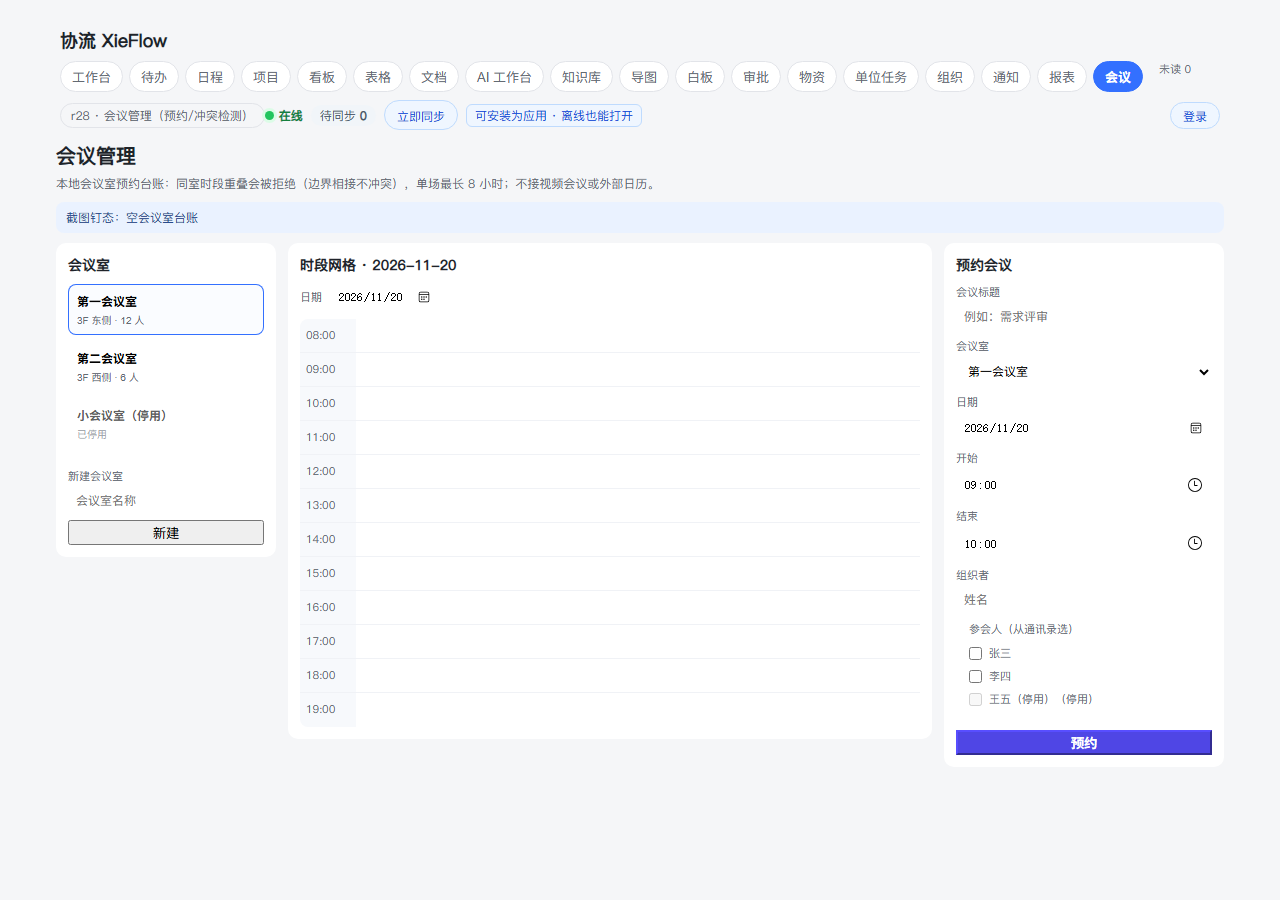 协流 XieFlow
工作台 待办 日程 项目 看板 表格 文档 AI 工作台 知识库 导图 白板 审批 物资 单位任务 组织 通知 报表 会议 未读 0
r28 · 会议管理（预约/冲突检测） 在线 待同步 0 立即同步 可安装为应用 · 离线也能打开 登录
会议管理
本地会议室预约台账：同室时段重叠会被拒绝（边界相接不冲突），单场最长 8 小时；不接视频会议或外部日历。
截图钉态：空会议室台账
会议室
第一会议室
3F 东侧 · 12 人
第二会议室
3F 西侧 · 6 人
小会议室（停用）
已停用
新建会议室
会议室名称
新建
时段网格 · 2026-11-20
日期 2026/11/20
08:00
09:00
10:00
11:00
12:00
13:00
14:00
15:00
16:00
17:00
18:00
19:00
预约会议
会议标题
例如：需求评审
会议室
第一会议室
日期
2026/11/20
开始
09:00
结束
10:00
组织者
姓名
参会人（从通讯录选）
张三
李四
王五（停用）（停用）
预约